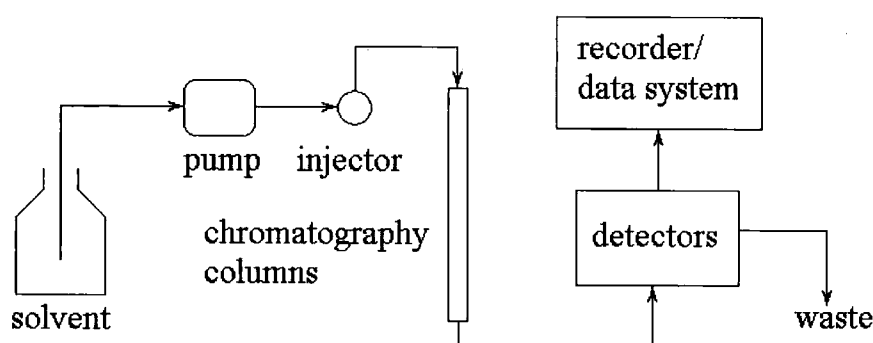 recorder/
data system
pump
injector
chromatography
columns
detectors
solvent
waste